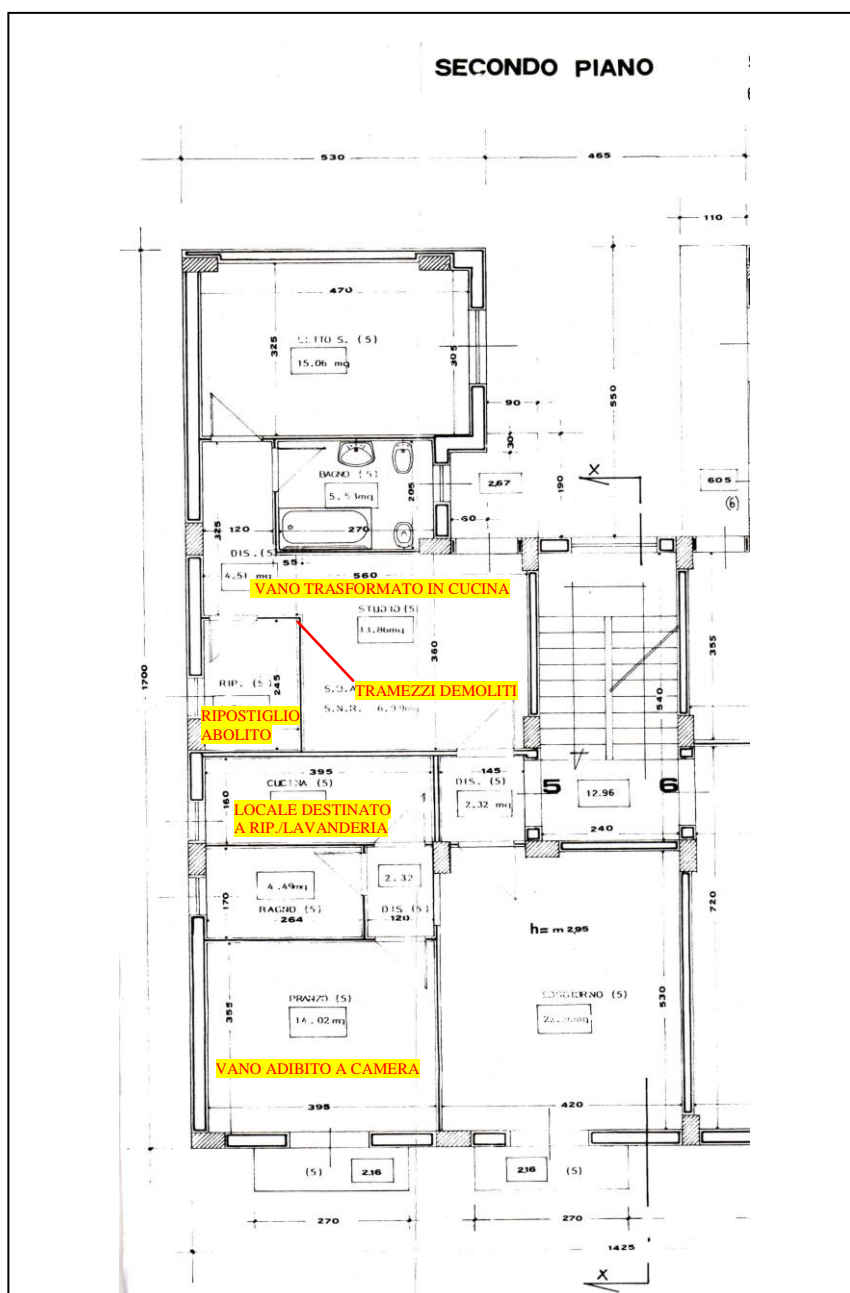 SECONDO PIANO
530
465
110
470
LETTO S. (5)
325
15.06 mq
305
90
550
30
BAGNO (5)
5.53mq
205
2,67
190
X
605
(6)
60
120
270
325
DIS. (5)
55
560
4.51 mq
VANO TRASFORMATO IN CUCINA
STUDIO (5)
13.86mq
360
355
1700
RIP. (5)
245
TRAMEZZI DEMOLITI
S.N.R. 6.99mq
540
RIPOSTIGLIO
ABOLITO
395
145
CUCINA (5)
DIS. (5)
5
12.96
6
160
LOCALE DESTINATO
A RIP./LAVANDERIA
2.32 mq
240
4.49mq
2.32
170
BAGNO (5)
DIS (5)
264
120
720
h= m 2,95
355
PRANZO (5)
SOGGIORNO (5)
530
14.02mq
VANO ADIBITO A CAMERA
395
420
(5)
2,16
2,16
(5)
270
270
1425
X